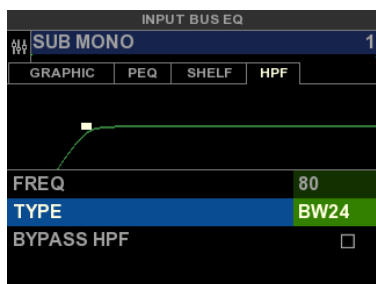 INPUT BUS EQ
SUB MONO 1
GRAPHIC PEQ SHELF HPF
FREQ 80
TYPE BW24
BYPASS HPF